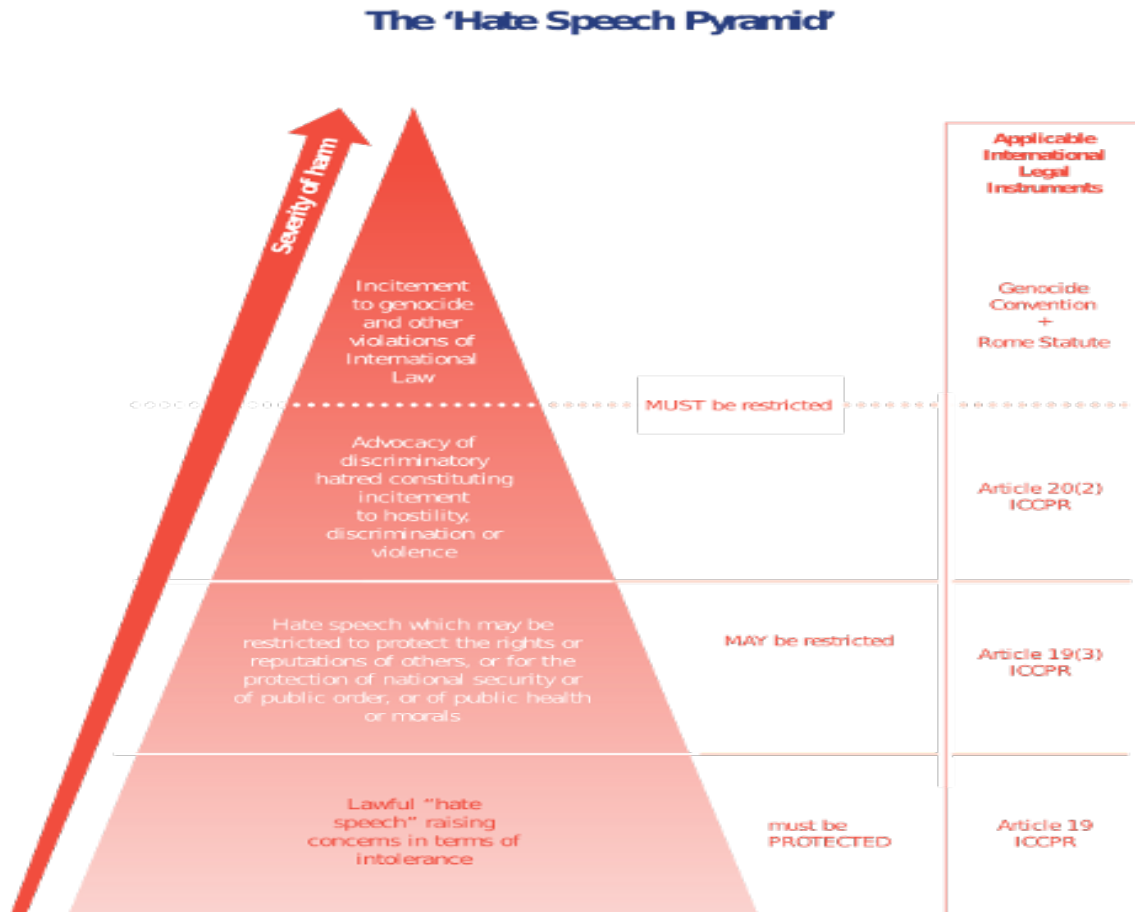 The ‘Hate Speech Pyramid’
Severity of harm
Applicable
International
Legal
Instruments
Incitement
to genocide
and other
violations of
International
Law
Genocide
Convention
+
Rome Statute
MUST be restricted
Advocacy of
discriminatory
hatred constituting
incitement
to hostility,
discrimination or
violence
Article 20(2)
ICCPR
Hate speech which may be
restricted to protect the rights or
reputations of others, or for the
protection of national security or
of public order, or of public health
or morals
MAY be restricted
Article 19(3)
ICCPR
Lawful “hate
speech” raising
concerns in terms of
intolerance
must be
PROTECTED
Article 19
ICCPR